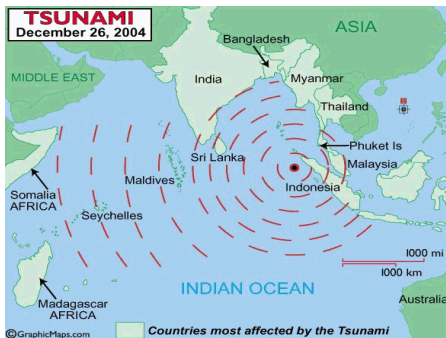 TSUNAMI
December 26, 2004
ASIA
Bangladesh
MIDDLE EAST
India
Myanmar
Thailand
Phuket Is
Sri Lanka
Malaysia
Maldives
Indonesia
Somalia
AFRICA
Seychelles
1000 mi
1000 km
INDIAN OCEAN
Madagascar
AFRICA
Australia
©GraphicMaps.com
Countries most affected by the Tsunami